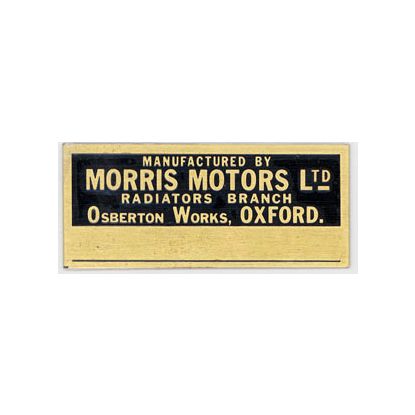 MANUFACTURED BY
MORRIS MOTORS LTD
RADIATORS BRANCH
OSBERTON WORKS, OXFORD.